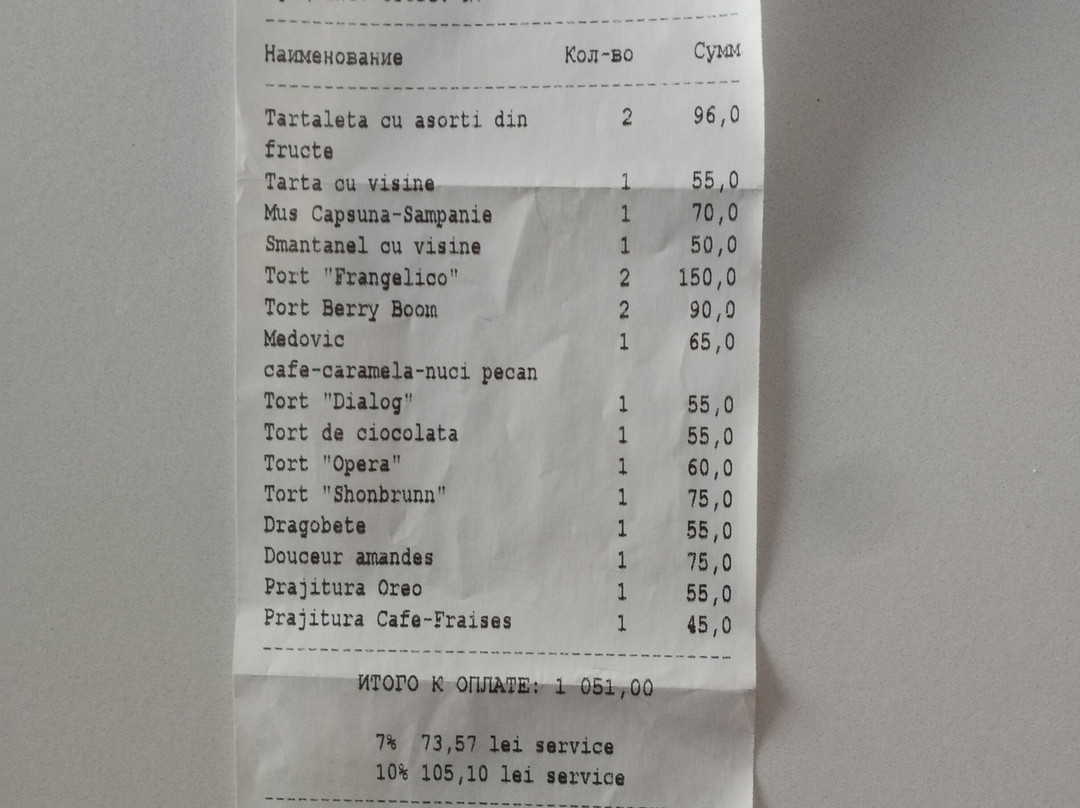 Наименование Кол-во Сумм
Tartaleta cu asorti din 2 96,0
fructe
Tarta cu visine 1 55,0
Mus Capsuna-Sampanie 1 70,0
Smantanel cu visine 1 50,0
Tort "Frangelico" 2 150,0
Tort Berry Boom 2 90,0
Medovic 1 65,0
cafe-caramela-nuci pecan
Tort "Dialog" 1 55,0
Tort de ciocolata 1 55,0
Tort "Opera" 1 60,0
Tort "Shonbrunn" 1 75,0
Dragobete 1 55,0
Douceur amandes 1 75,0
Prajitura Oreo 1 55,0
Prajitura Cafe-Fraises 1 45,0
ИТОГО К ОПЛАТЕ: 1 051,00
7% 73,57 lei service
10% 105,10 lei service